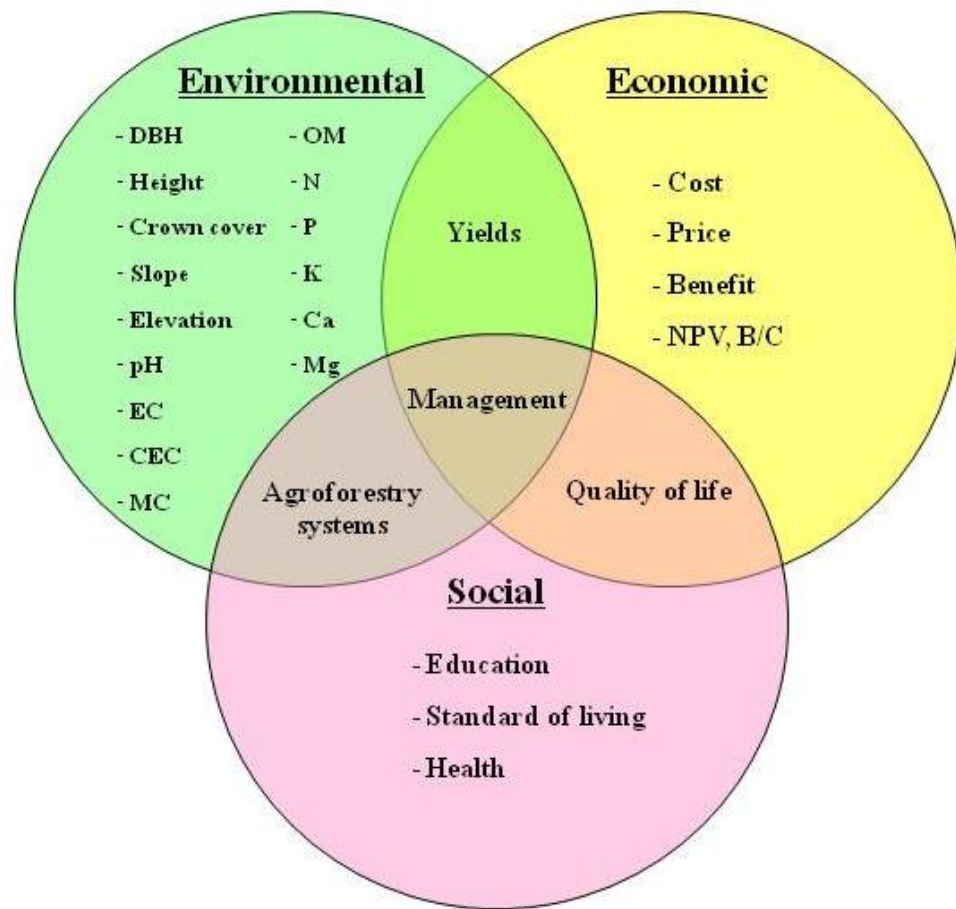 Environmental
- DBH
- Height
- Crown cover
- Slope
- Elevation
- pH
- EC
- CEC
- MC
- OM
- N
- P
- K
- Ca
- Mg
Yields
Economic
- Cost
- Price
- Benefit
- NPV, B/C
Management
Agroforestry
systems
Quality of life
Social
- Education
- Standard of living
- Health